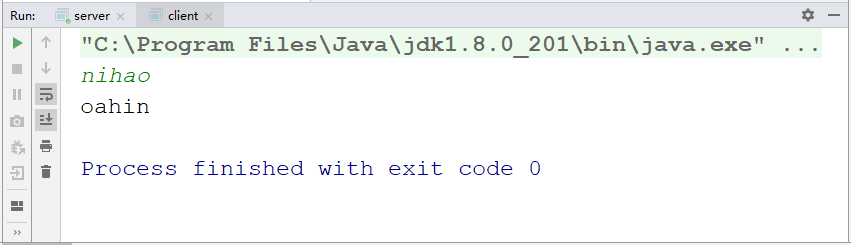 Run: server × client ×
"C:\Program Files\Java\jdk1.8.0_201\bin\java.exe" ...
nihao
oahin
Process finished with exit code 0